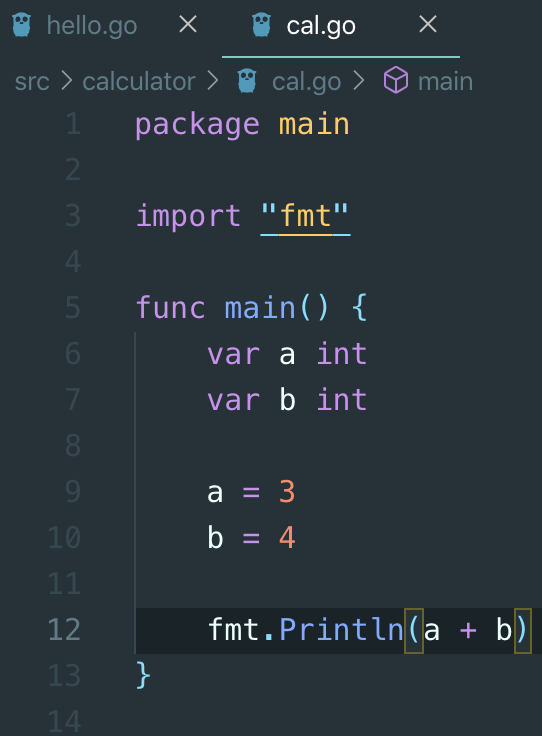 hello.go × cal.go ×
src > calculator > cal.go > main
1 package main
2
3 import "fmt"
4
5 func main() {
6     var a int
7     var b int
8
9     a = 3
10     b = 4
11
12     fmt.Println(a + b)
13 }
14